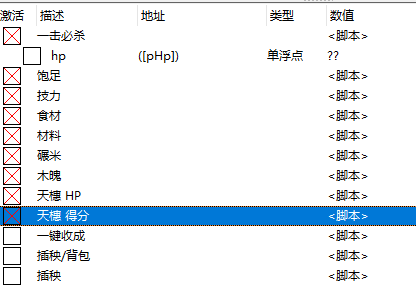 激活 描述 地址 类型 数值
一击必杀 <脚本>
hp ([pHp]) 单浮点 ??
饱足 <脚本>
技力 <脚本>
食材 <脚本>
材料 <脚本>
碾米 <脚本>
木魄 <脚本>
天穗 HP <脚本>
天穗 得分 <脚本>
一键收成 <脚本>
插秧/背包 <脚本>
插秧 <脚本>